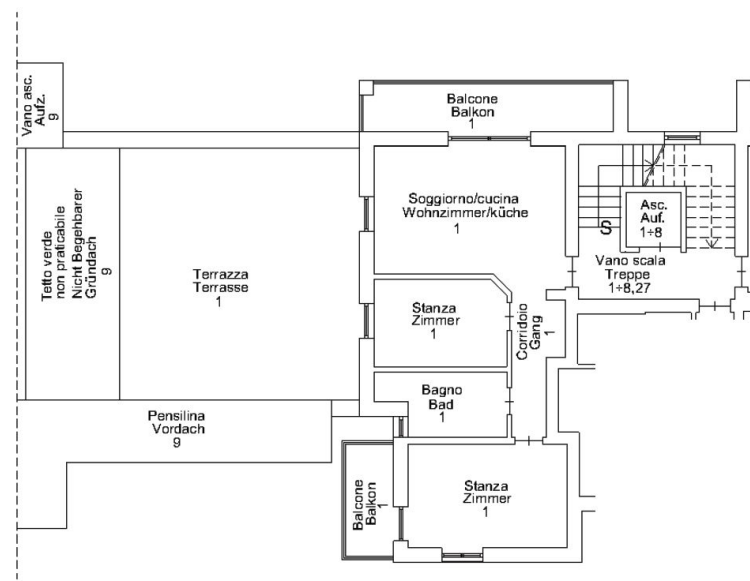 Vano asc.
Aufz.
9
Balcone
Balkon
1
Soggiorno/cucina
Wohnzimmer/küche
1
Asc.
Auf.
1÷8
S
Vano scala
Treppe
1÷8,27
Tetto verde
non praticabile
Nicht Begehbarer
Gründach
9
Terrazza
Terrasse
1
Stanza
Zimmer
1
Corridoio
Gang
1
Bagno
Bad
1
Pensilina
Vordach
9
Balcone
Balkon
1
Stanza
Zimmer
1